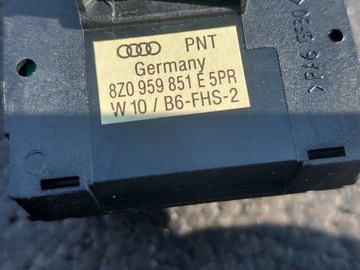 PNT
Germany
8Z0 959 851 E 5PR
W 10 / B6-FHS-2